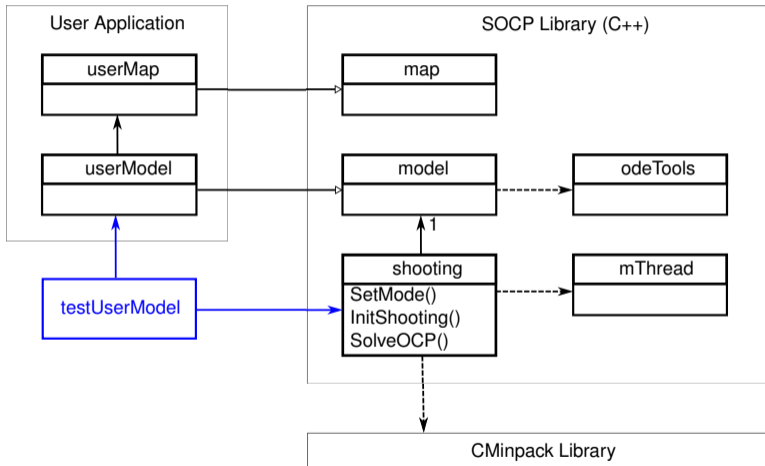 User Application
SOCP Library (C++)
userMap
map
userModel
model
odeTools
1
shooting
mThread
SetMode()
InitShooting()
SolveOCP()
testUserModel
CMinpack Library